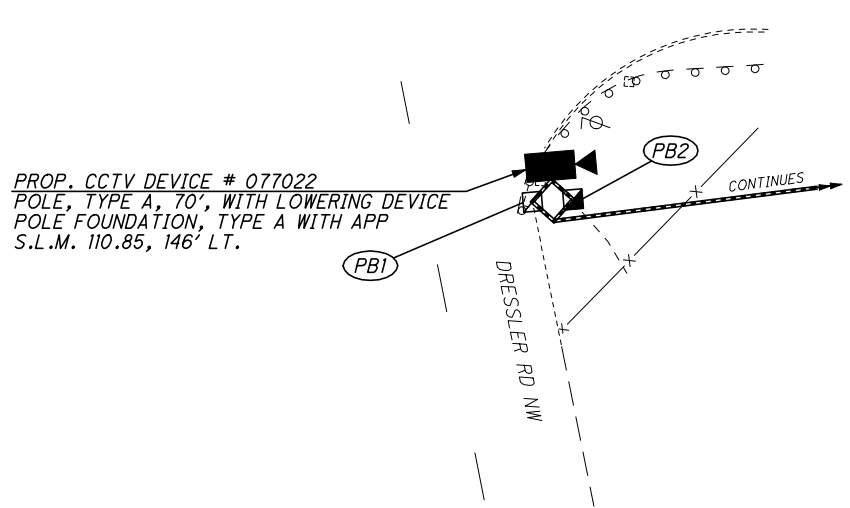 PROP. CCTV DEVICE # 077022
POLE, TYPE A, 70', WITH LOWERING DEVICE
POLE FOUNDATION, TYPE A WITH APP
S.L.M. 110.85, 146' LT.
PB2
CONTINUES
PB1
DRESSLER RD NW